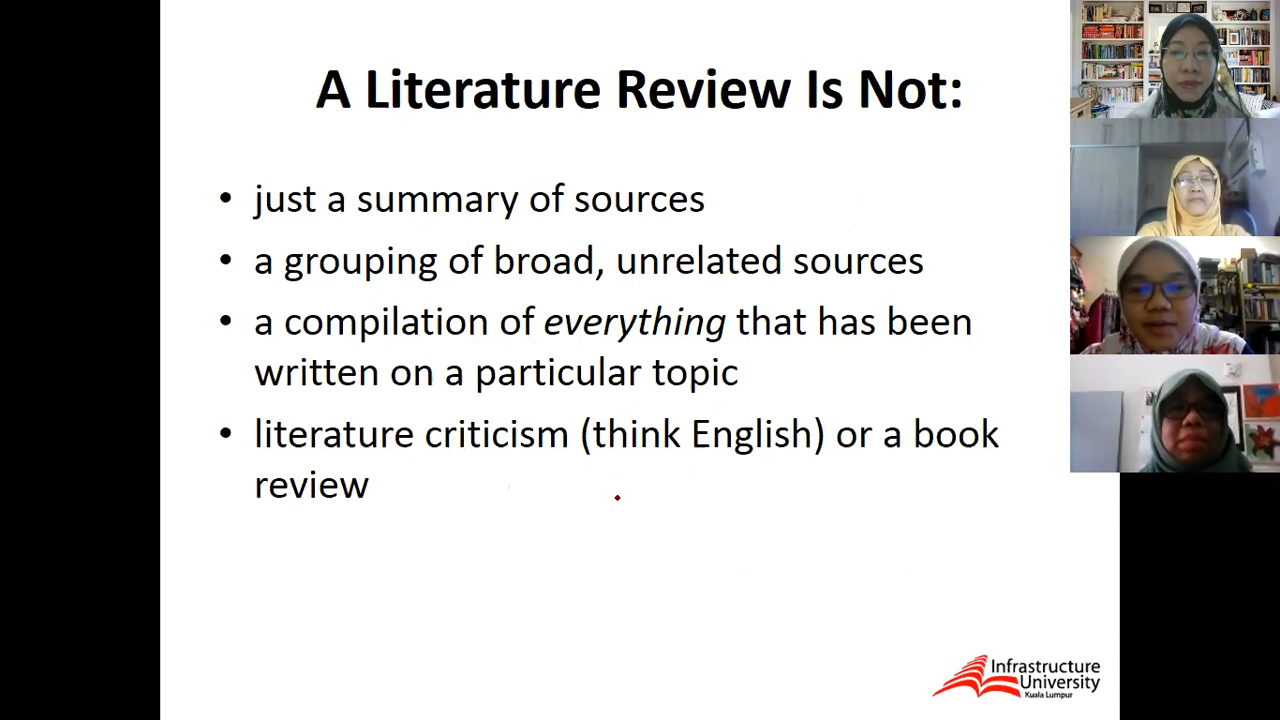 A Literature Review Is Not:
• just a summary of sources
• a grouping of broad, unrelated sources
• a compilation of everything that has been
written on a particular topic
• literature criticism (think English) or a book
review
Infrastructure
University
Kuala Lumpur